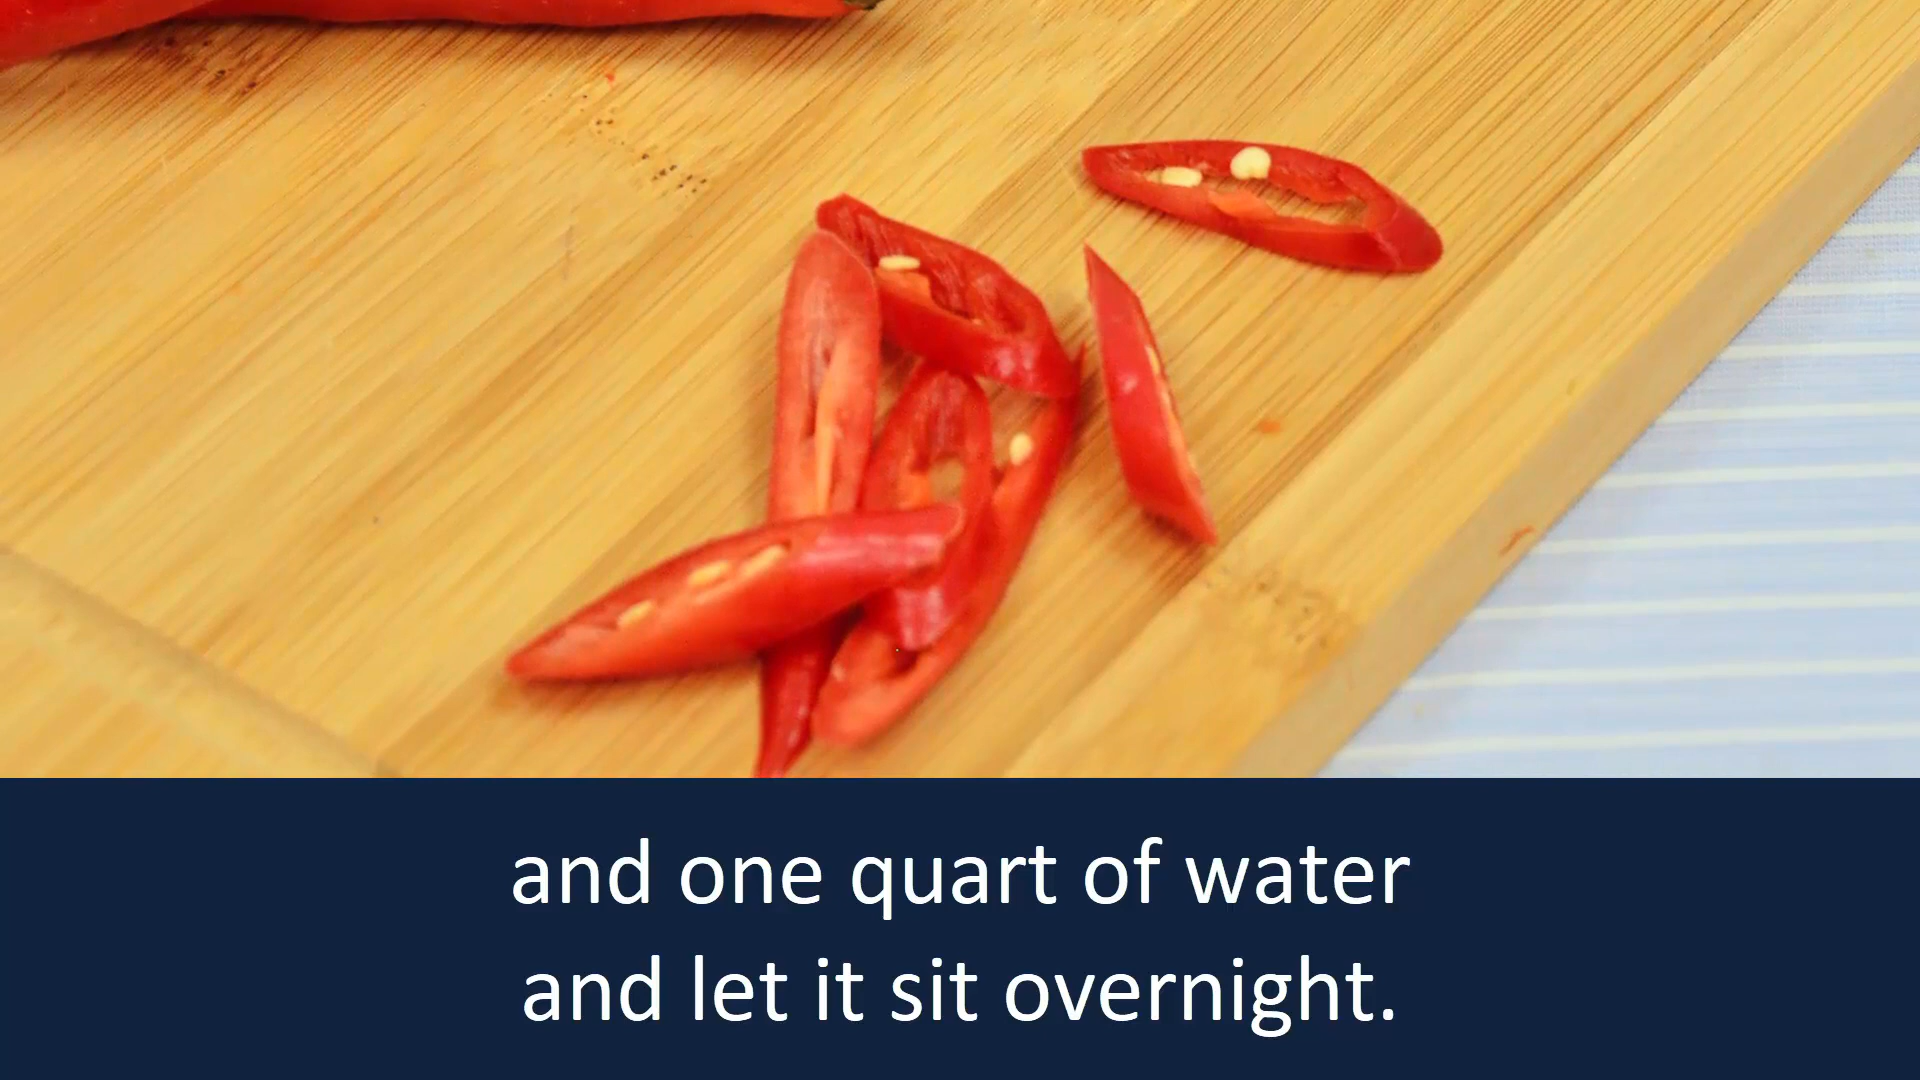 and one quart of water
and let it sit overnight.